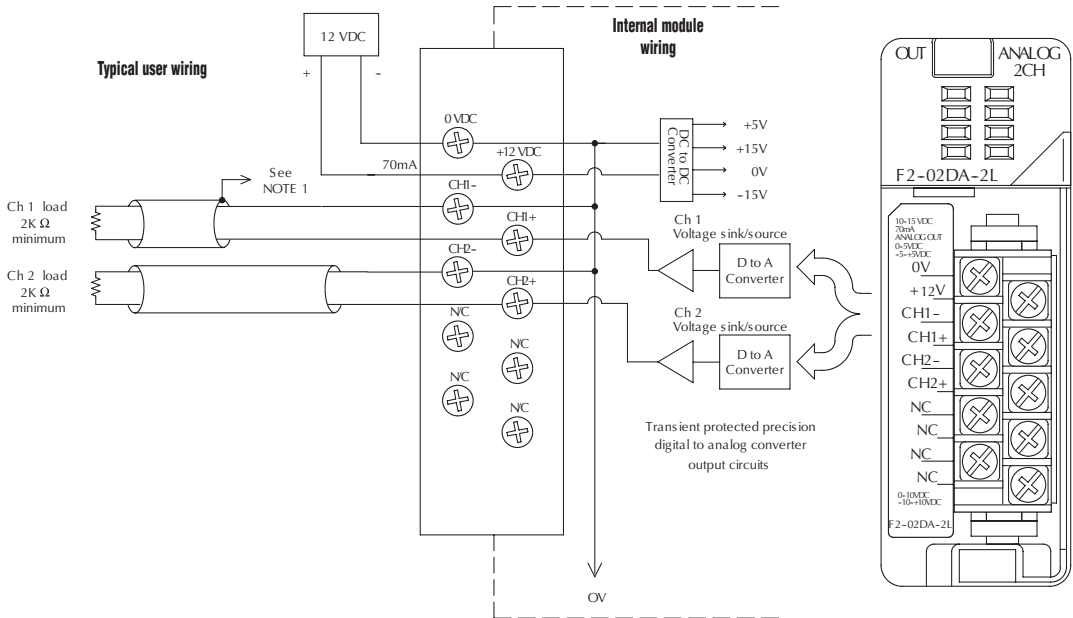 Typical user wiring
12 VDC
+
-
Internal module
wiring
0 VDC
+12 VDC
70mA
See
NOTE 1
CH1-
CH1+
CH2-
CH2+
N/C
N/C
N/C
N/C
Ch 1 load
2K Ω
minimum
Ch 2 load
2K Ω
minimum
DC to DC
Converter
+5V
+15V
0V
-15V
Ch 1
Voltage sink/source
D to A
Converter
Ch 2
Voltage sink/source
D to A
Converter
Transient protected precision
digital to analog converter
output circuits
OV
OUT
ANALOG
2CH
F2-02DA-2L
10-15 VDC
70mA
ANALOG OUT
0-5VDC
-5-+5VDC
0V
+12V
CH1-
CH1+
CH2-
CH2+
NC
NC
NC
NC
0-10VDC
-10-+10VDC
F2-02DA-2L